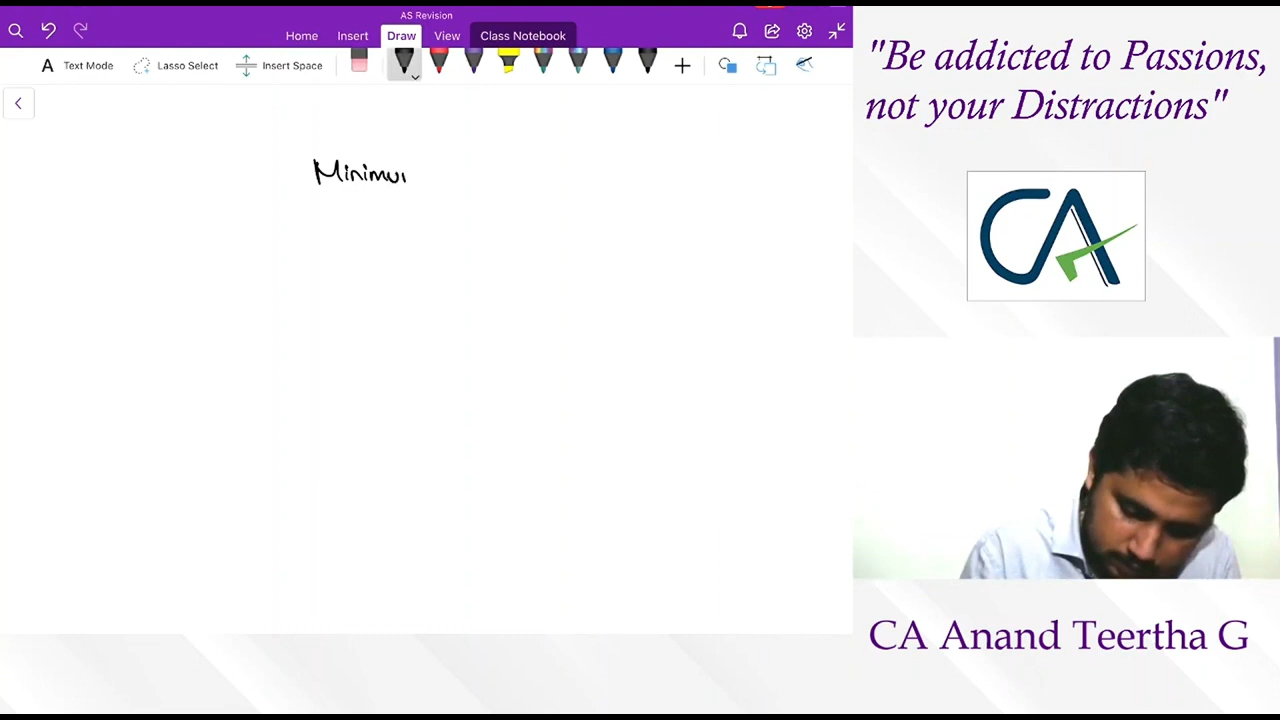 AS Revision
Home Insert Draw View Class Notebook
A Text Mode Lasso Select Insert Space
Minimu
"Be addicted to Passions,
not your Distractions"
CA
CA Anand Teertha G